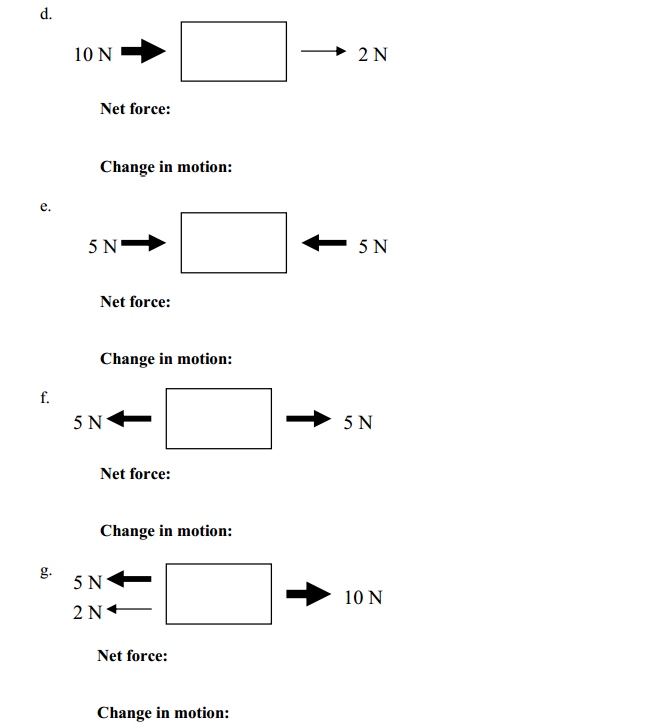 d.
10 N 2 N
Net force:
Change in motion:
e.
5 N 5 N
Net force:
Change in motion:
f.
5 N 5 N
Net force:
Change in motion:
g.
5 N
10 N
2 N
Net force:
Change in motion: